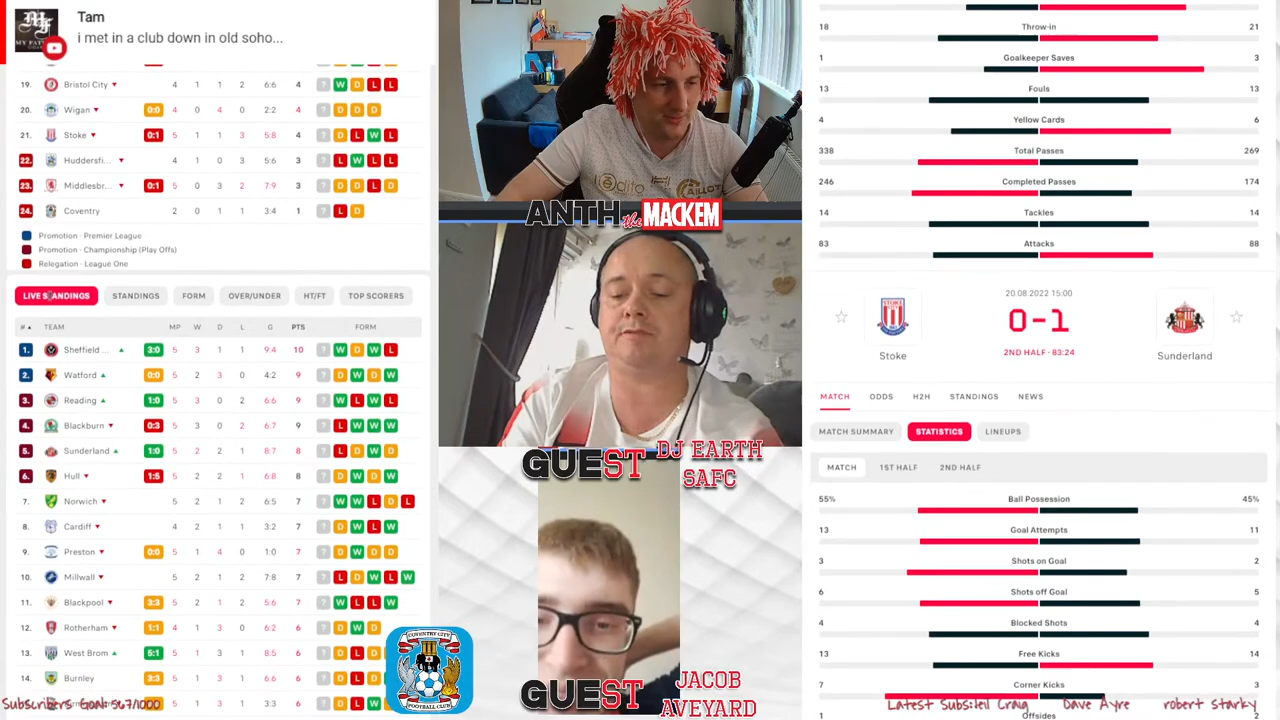 Tam
i met in a club down in old soho...
19. Bristol City 4 1 1 2 6:6 4 ? W D L L
20. Wigan 0:0 4 0 4 0 2:2 4 ? D D D
21. Stoke 0:1 5 1 1 3 5:8 4 ? D L W L
22. Huddersfi... 4 1 0 3 5:6 3 ? L W L L
23. Middlesbr... 0:1 5 0 3 2 7:9 3 ? D D L D
24. Coventry 2 0 1 1 3:4 1 ? L D
Promotion - Premier League
Promotion - Championship (Play Offs)
Relegation - League One
LIVE STANDINGS STANDINGS FORM OVER/UNDER HT/FT TOP SCORERS
# TEAM MP W D L G PTS FORM
1. Sheffield ... 3:0 5 3 1 1 9:4 10 ? W D W L
2. Watford 0:0 5 2 3 0 4:2 9 ? D W D W
3. Reading 1:0 5 3 0 2 6:6 9 ? W L W L
4. Blackburn 0:3 5 3 0 2 6:7 9 ? L W W W
5. Sunderland 1:0 5 2 2 1 8:7 8 ? L D W D
6. Hull 1:5 5 2 2 1 6:8 8 ? D W D W
7. Norwich 5 2 1 2 6:5 7 ? W W L D L
8. Cardiff 4 2 1 1 3:2 7 ? W D L W
9. Preston 0:0 5 1 4 0 1:0 7 ? D W D D
10. Millwall 5 2 1 2 7:8 7 ? L D W L W
11. Blackpool 3:3 5 2 1 2 5:6 7 ? W L L W
12. Rotherham 1:1 4 1 3 0 6:2 6 ? D W D
13. West Brom 5:1 5 1 3 1 8:5 6 ? D L D
14. Burnley 3:3 5 1 3 1 6:6 6 ? D L D
3:3 6
Subscribers Goal 567/1000
ANTH the MACKEM
édito
CAILLOT
GUEST DJ EARTH SAFC
GUEST JACOB AVEYARD
COVENTRY CITY
FOOTBALL CLUB
18 Throw-in 21
1 Goalkeeper Saves 3
13 Fouls 13
4 Yellow Cards 6
338 Total Passes 269
246 Completed Passes 174
14 Tackles 14
83 Attacks 88
20.08.2022 15:00
0-1
2ND HALF - 83:24
Stoke Sunderland
MATCH ODDS H2H STANDINGS NEWS
MATCH SUMMARY STATISTICS LINEUPS
MATCH 1ST HALF 2ND HALF
55% Ball Possession 45%
13 Goal Attempts 11
3 Shots on Goal 2
6 Shots off Goal 5
4 Blocked Shots 4
13 Free Kicks 14
7 Corner Kicks 3
Latest Subs: Craig Dave Ayre robert starky
1 Offsides 2